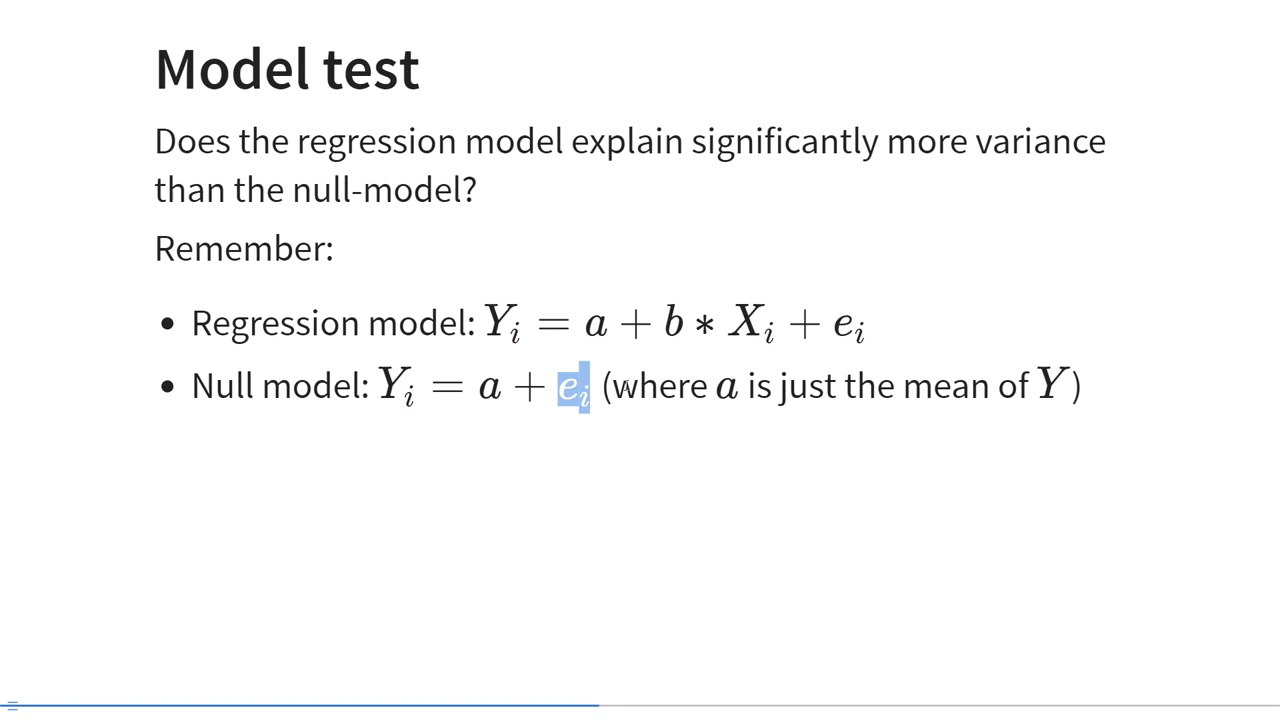 Model test
Does the regression model explain significantly more variance
than the null-model?
Remember:
• Regression model: Yᵢ = a + b ∗ Xᵢ + eᵢ
• Null model: Yᵢ = a + eᵢ (where a is just the mean of Y)